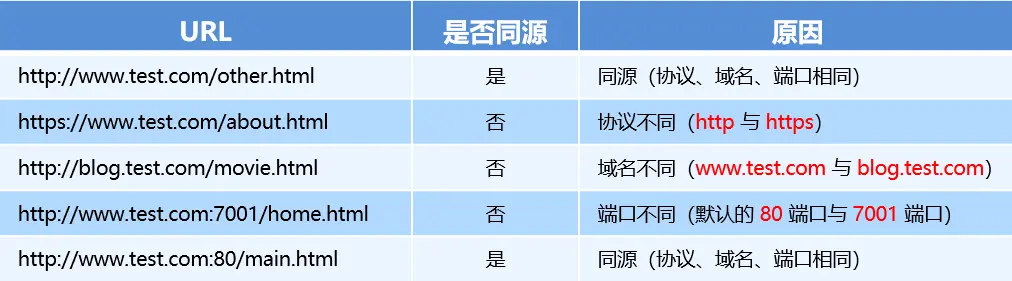 URL 是否同源 原因
http://www.test.com/other.html 是 同源（协议、域名、端口相同）
https://www.test.com/about.html 否 协议不同（http 与 https）
http://blog.test.com/movie.html 否 域名不同（www.test.com 与 blog.test.com）
http://www.test.com:7001/home.html 否 端口不同（默认的 80 端口与 7001 端口）
http://www.test.com:80/main.html 是 同源（协议、域名、端口相同）